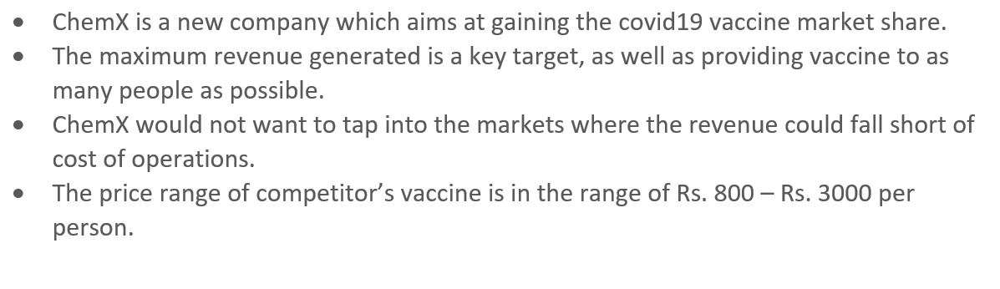 • ChemX is a new company which aims at gaining the covid19 vaccine market share.
• The maximum revenue generated is a key target, as well as providing vaccine to as
many people as possible.
• ChemX would not want to tap into the markets where the revenue could fall short of
cost of operations.
• The price range of competitor’s vaccine is in the range of Rs. 800 – Rs. 3000 per
person.